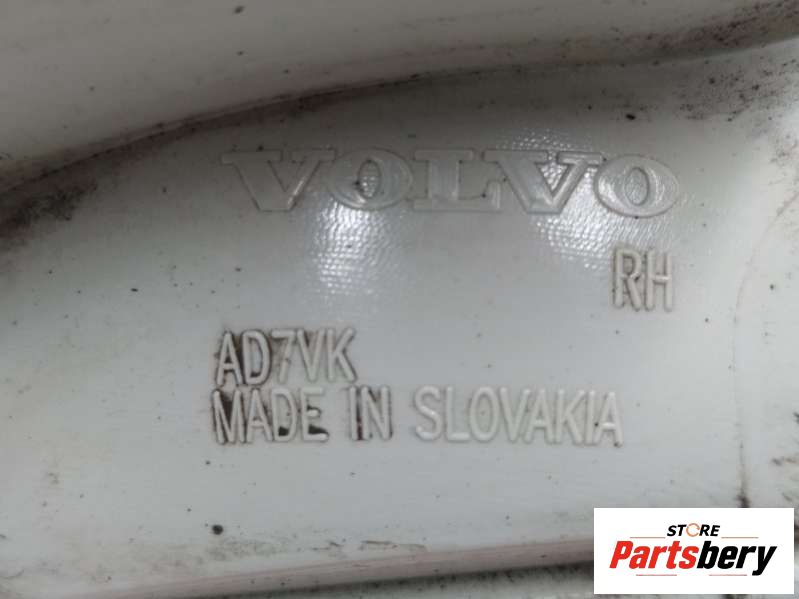 VOLVO
RH
AD7VK
MADE IN SLOVAKIA
STORE
Partsbery